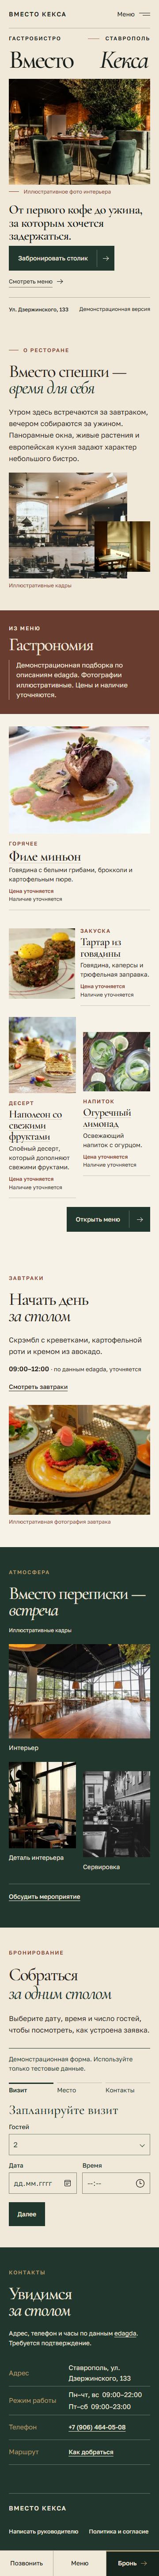 ВМЕСТО КЕКСА
Меню
ГАСТРОБИСТРО
СТАВРОПОЛЬ
Вместо Кекса
Иллюстративное фото интерьера
От первого кофе до ужина,
за которым хочется
задержаться.
Забронировать столик
Смотреть меню
Ул. Дзержинского, 133
Демонстрационная версия
О РЕСТОРАНЕ
Вместо спешки —
время для себя
Утром здесь встречаются за завтраком,
вечером собираются за ужином.
Панорамные окна, живые растения и
европейская кухня задают характер
небольшого бистро.
Иллюстративные кадры
ИЗ МЕНЮ
Гастрономия
Демонстрационная подборка по
описаниям edagda. Фотографии
иллюстративные. Цены и наличие
уточняются.
ГОРЯЧЕЕ
Филе миньон
Говядина с белыми грибами, брокколи и
картофельным пюре.
Цена уточняется
Наличие уточняется
ЗАКУСКА
Тартар из
говядины
Говядина, каперсы и
трюфельная заправка.
Цена уточняется
Наличие уточняется
ДЕСЕРТ
Наполеон со
свежими
фруктами
Слоёный десерт,
который дополняют
свежими фруктами.
Цена уточняется
Наличие уточняется
НАПИТОК
Огуречный
лимонад
Освежающий
напиток с огурцом.
Цена уточняется
Наличие уточняется
Открыть меню
ЗАВТРАКИ
Начать день
за столом
Скрэмбл с креветками, картофельной
роти и кремом из авокадо.
09:00–12:00 · по данным edagda, уточняется
Смотреть завтраки
Иллюстративная фотография завтрака
АТМОСФЕРА
Вместо переписки —
встреча
Иллюстративные кадры
Интерьер
Деталь интерьера
Сервировка
Обсудить мероприятие
БРОНИРОВАНИЕ
Собраться
за одним столом
Выберите дату, время и число гостей,
чтобы посмотреть, как устроена заявка.
Демонстрационная форма. Используйте
только тестовые данные.
Визит
Место
Контакты
Запланируйте визит
Гостей
2
Дата
Время
дд.мм.гггг
--:--
Далее
КОНТАКТЫ
Увидимся
за столом
Адрес, телефон и часы по данным edagda.
Требуется подтверждение.
Адрес
Ставрополь, ул.
Дзержинского, 133
Режим работы
Пн–чт, вс 09:00–22:00
Пт–сб 09:00–23:00
Телефон
+7 (906) 464-05-08
Маршрут
Как добраться
ВМЕСТО КЕКСА
Написать руководителю
Политика и согласие
Позвонить
Меню
Бронь